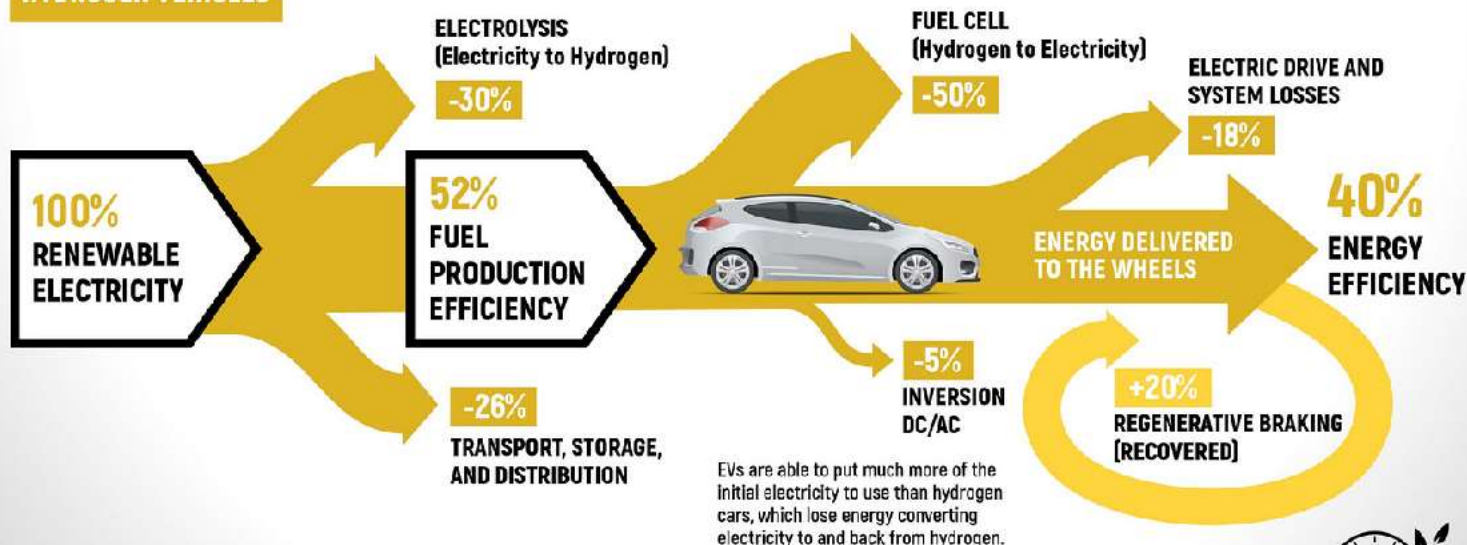 ELECTROLYSIS
(Electricity to Hydrogen)
-30%
FUEL CELL
(Hydrogen to Electricity)
-50%
ELECTRIC DRIVE AND
SYSTEM LOSSES
-18%
100%
RENEWABLE
ELECTRICITY
52%
FUEL
PRODUCTION
EFFICIENCY
ENERGY DELIVERED
TO THE WHEELS
40%
ENERGY
EFFICIENCY
-26%
TRANSPORT, STORAGE,
AND DISTRIBUTION
-5%
INVERSION
DC/AC
+20%
REGENERATIVE BRAKING
(RECOVERED)
EVs are able to put much more of the
initial electricity to use than hydrogen
cars, which lose energy converting
electricity to and back from hydrogen.